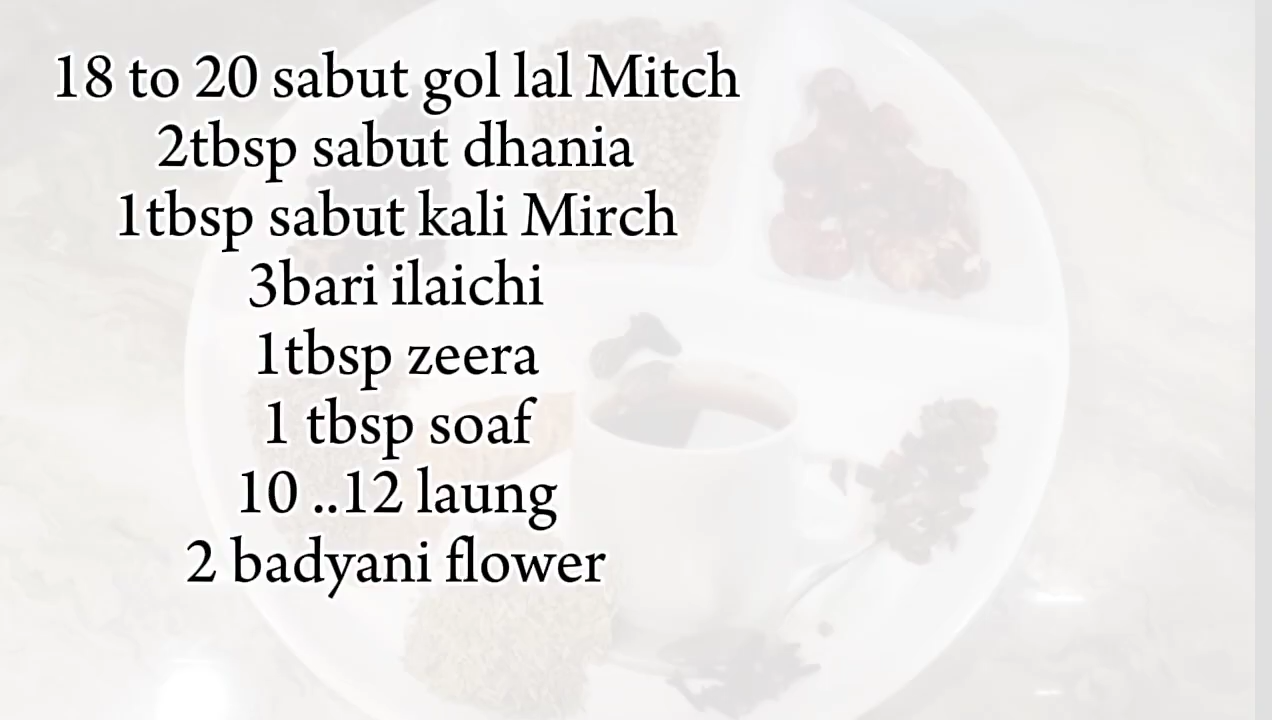 18 to 20 sabut gol lal Mitch
2tbsp sabut dhania
1tbsp sabut kali Mirch
3bari ilaichi
1tbsp zeera
1 tbsp soaf
10 ..12 laung
2 badyani flower